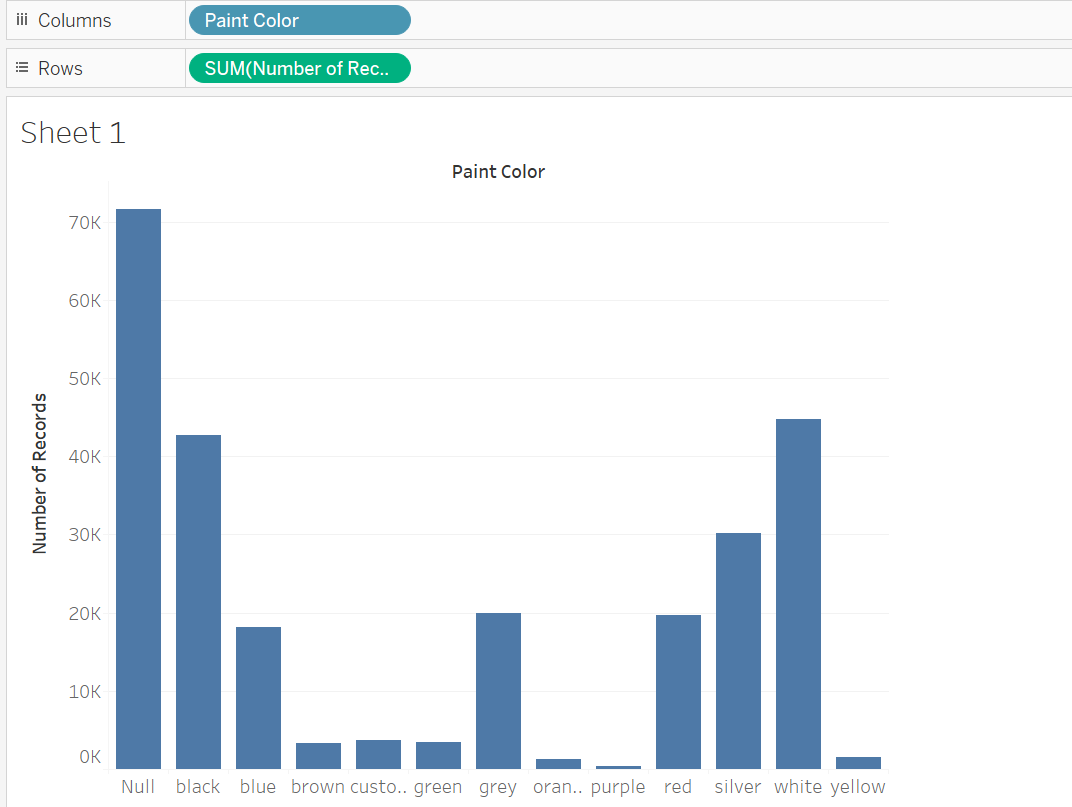 Columns
Paint Color
Rows
SUM(Number of Rec..
Sheet 1
Paint Color
70K
60K
50K
40K
30K
20K
10K
0K
Number of Records
Null black blue brown custo.. green grey oran.. purple red silver white yellow